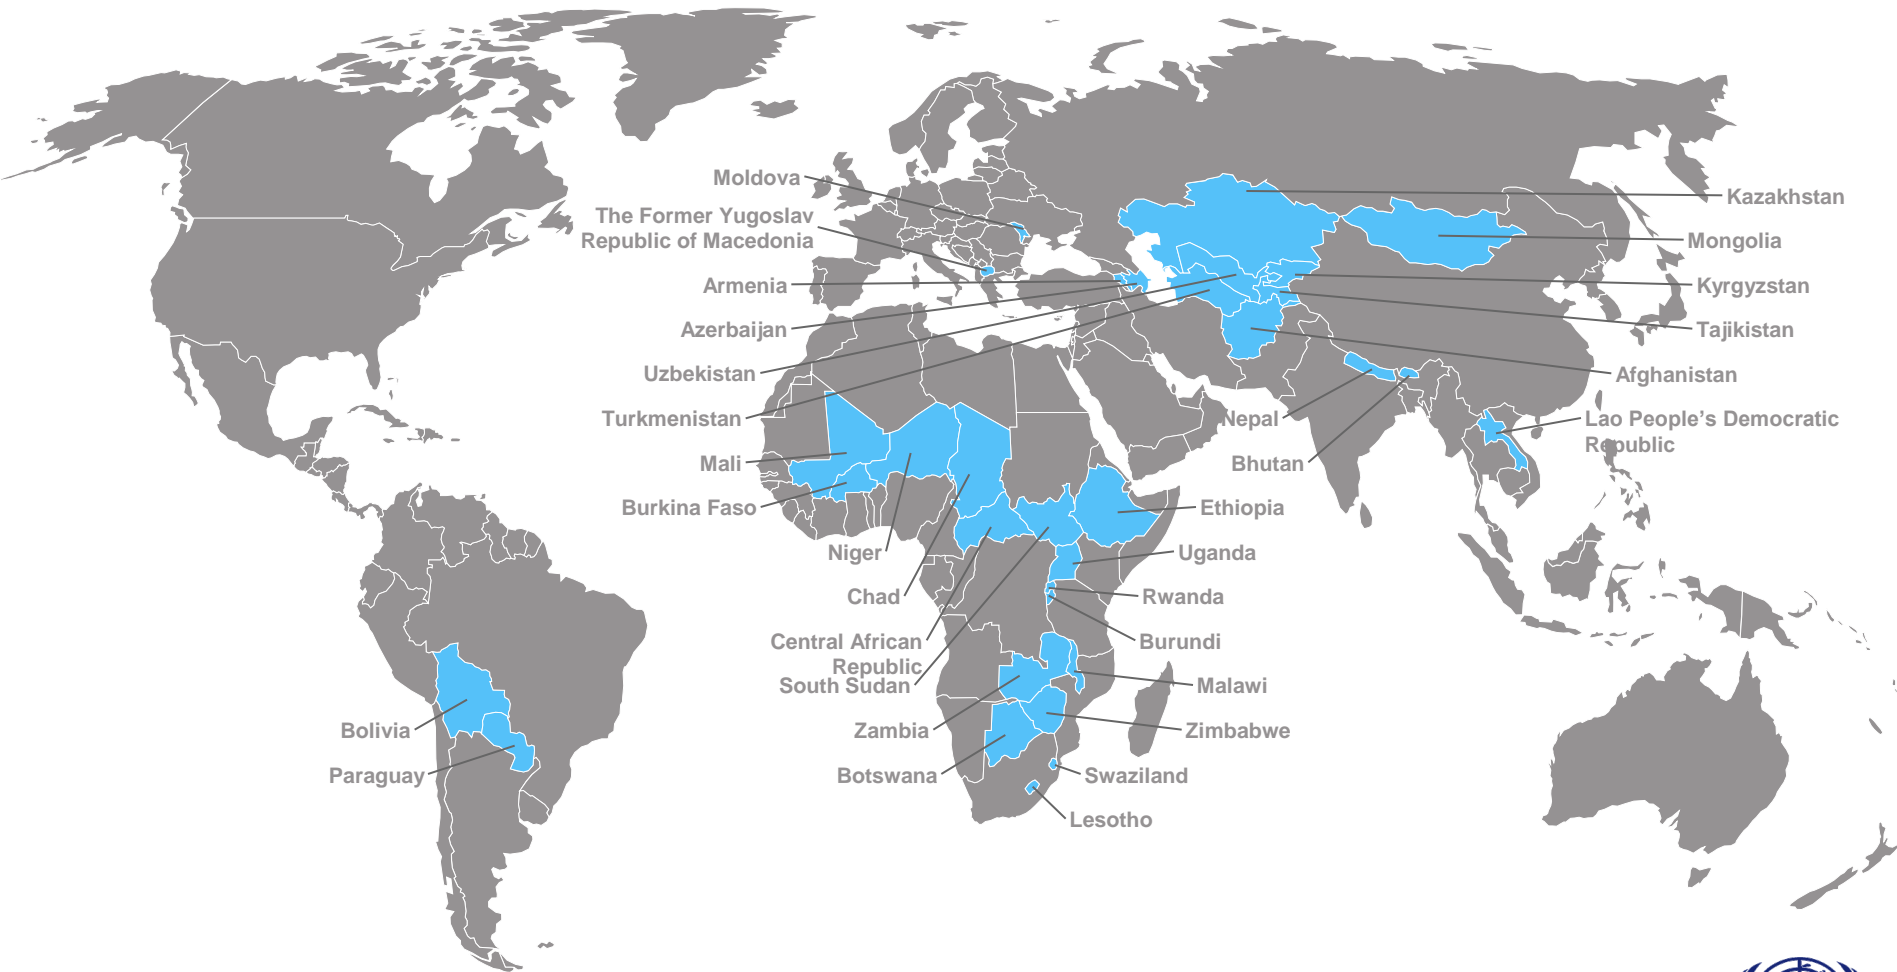 Moldova
The Former Yugoslav
Republic of Macedonia
Armenia
Azerbaijan
Uzbekistan
Turkmenistan
Mali
Burkina Faso
Niger
Chad
Central African
Republic
South Sudan
Zambia
Botswana
Bolivia
Paraguay
Kazakhstan
Mongolia
Kyrgyzstan
Tajikistan
Afghanistan
Nepal
Lao People’s Democratic
Republic
Bhutan
Ethiopia
Uganda
Rwanda
Burundi
Malawi
Zimbabwe
Swaziland
Lesotho